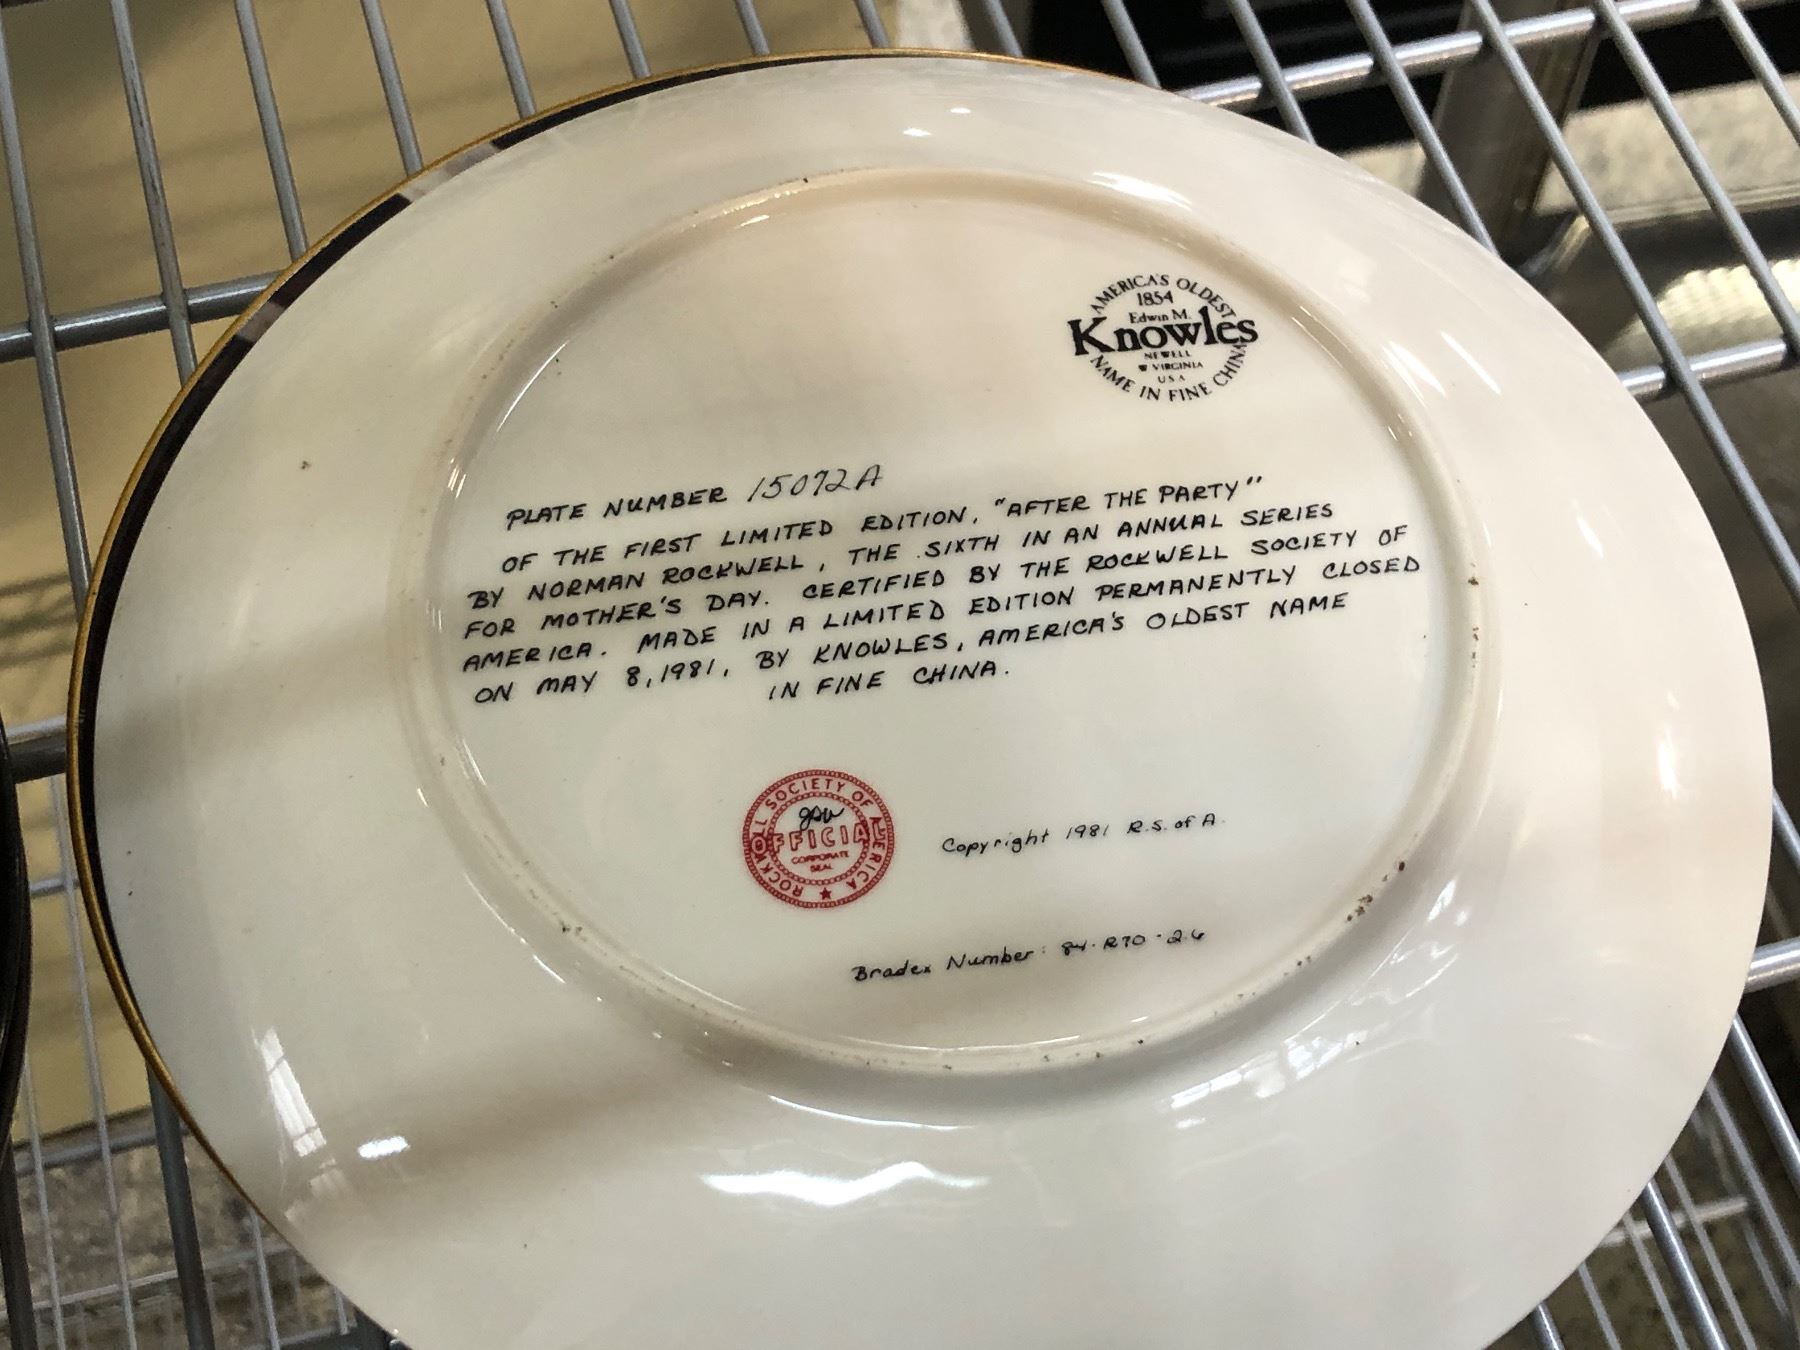 AMERICA'S OLDEST
1854
Edwin M.
Knowles
NEWELL
W VIRGINIA
U.S.A
NAME IN FINE CHINA
PLATE NUMBER 15072A
OF THE FIRST LIMITED EDITION, "AFTER THE PARTY"
BY NORMAN ROCKWELL, THE SIXTH IN AN ANNUAL SERIES
FOR MOTHER'S DAY. CERTIFIED BY THE ROCKWELL SOCIETY OF
AMERICA. MADE IN A LIMITED EDITION PERMANENTLY CLOSED
ON MAY 8, 1981, BY KNOWLES, AMERICA'S OLDEST NAME
IN FINE CHINA.
ROCKWELL SOCIETY OF AMERICA
OFFICIAL
CORPORATE
SEAL
Copyright 1981 R.S. of A.
Bradex Number: 84-R70-2.6